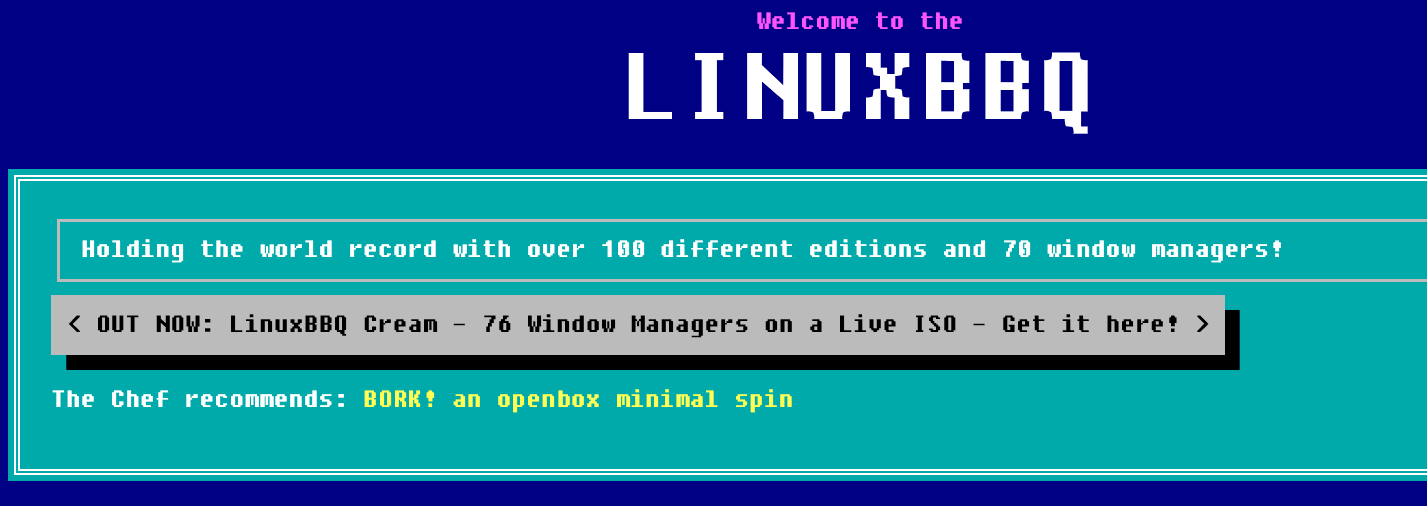 Welcome to the
LINUXBBQ
Holding the world record with over 100 different editions and 70 window managers!
< OUT NOW: LinuxBBQ Cream - 76 Window Managers on a Live ISO - Get it here! >
The Chef recommends: BORK! an openbox minimal spin